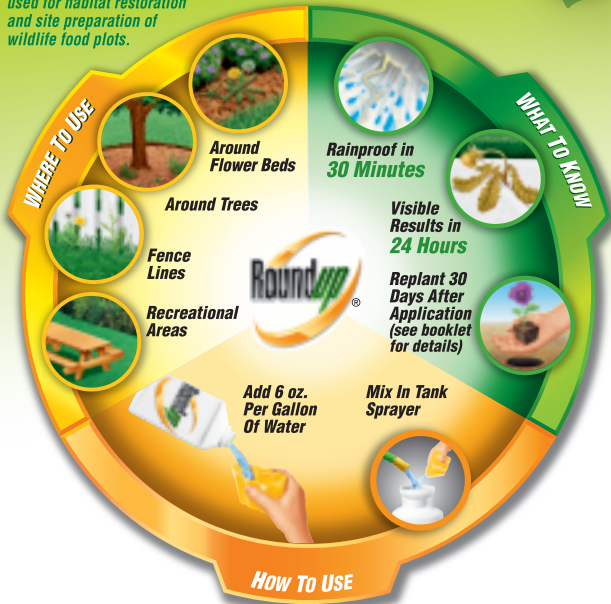 used for habitat restoration
and site preparation of
wildlife food plots.
WHERE TO USE
Around
Flower Beds
Around Trees
Fence
Lines
Recreational
Areas
WHAT TO KNOW
Rainproof in
30 Minutes
Visible
Results in
24 Hours
Replant 30
Days After
Application
(see booklet
for details)
Roundup®
Add 6 oz.
Per Gallon
Of Water
Mix In Tank
Sprayer
HOW TO USE